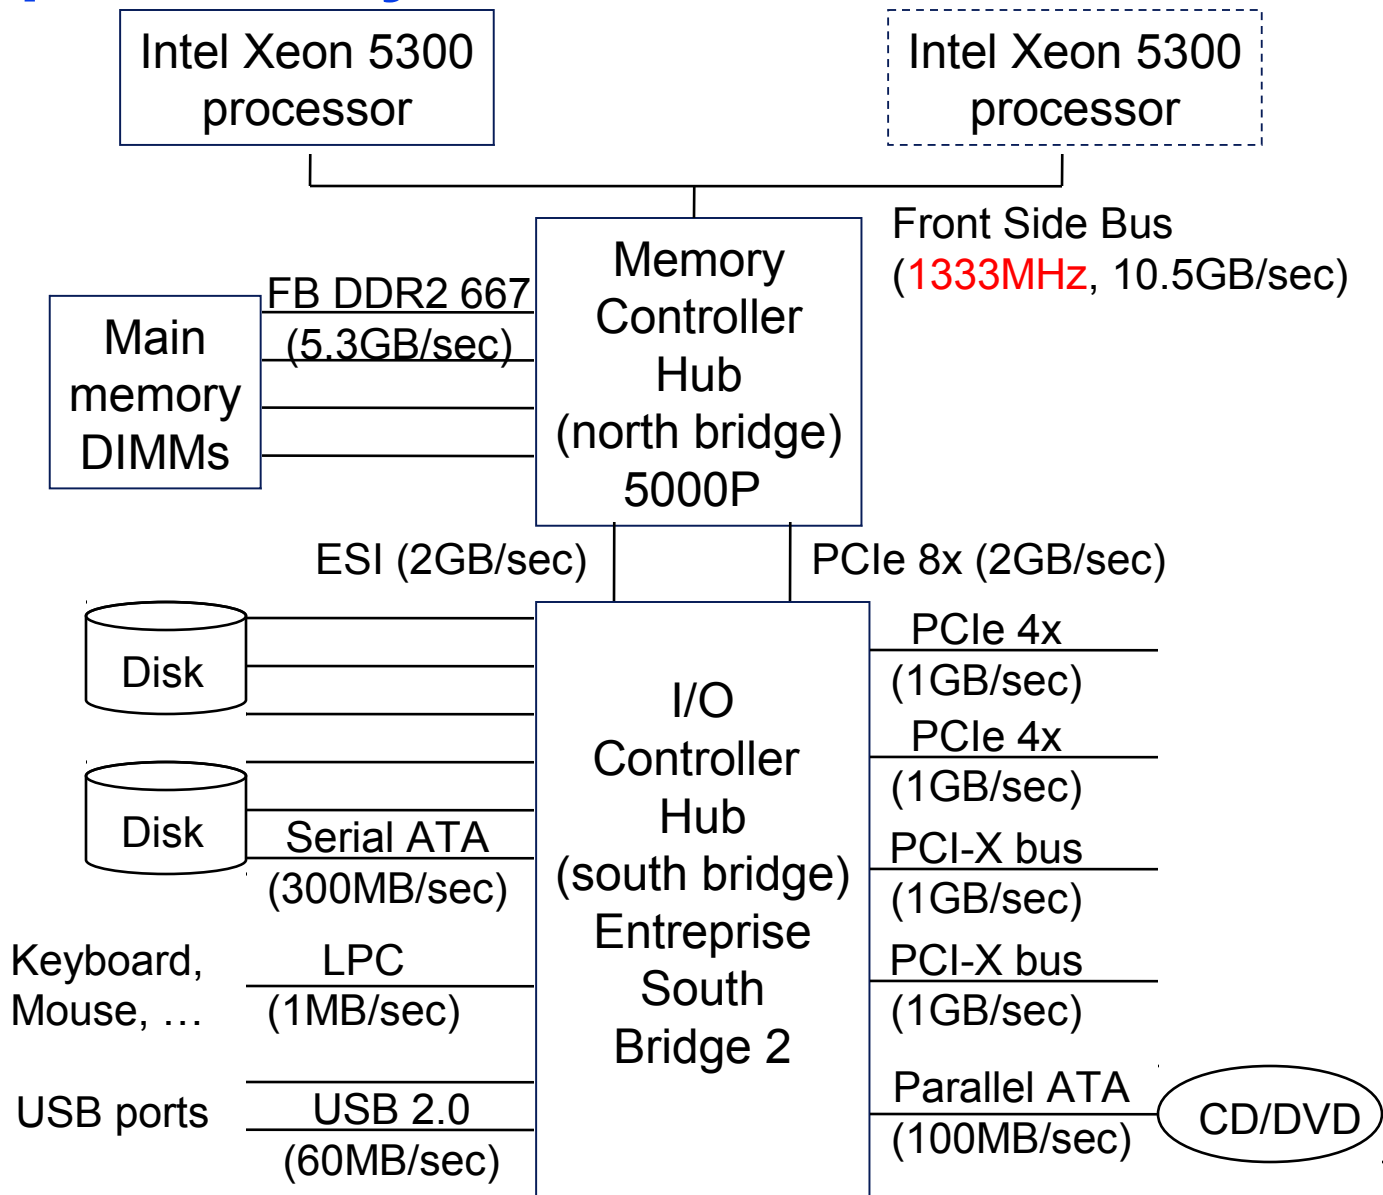 Intel Xeon 5300
processor
Intel Xeon 5300
processor
Front Side Bus
(1333MHz, 10.5GB/sec)
Memory
Controller
Hub
(north bridge)
5000P
FB DDR2 667
(5.3GB/sec)
Main
memory
DIMMs
ESI (2GB/sec)
PCIe 8x (2GB/sec)
Disk
Disk
Serial ATA
(300MB/sec)
Keyboard,
Mouse, …
LPC
(1MB/sec)
USB ports
USB 2.0
(60MB/sec)
I/O
Controller
Hub
(south bridge)
Entreprise
South
Bridge 2
PCIe 4x
(1GB/sec)
PCIe 4x
(1GB/sec)
PCI-X bus
(1GB/sec)
PCI-X bus
(1GB/sec)
Parallel ATA
(100MB/sec)
CD/DVD